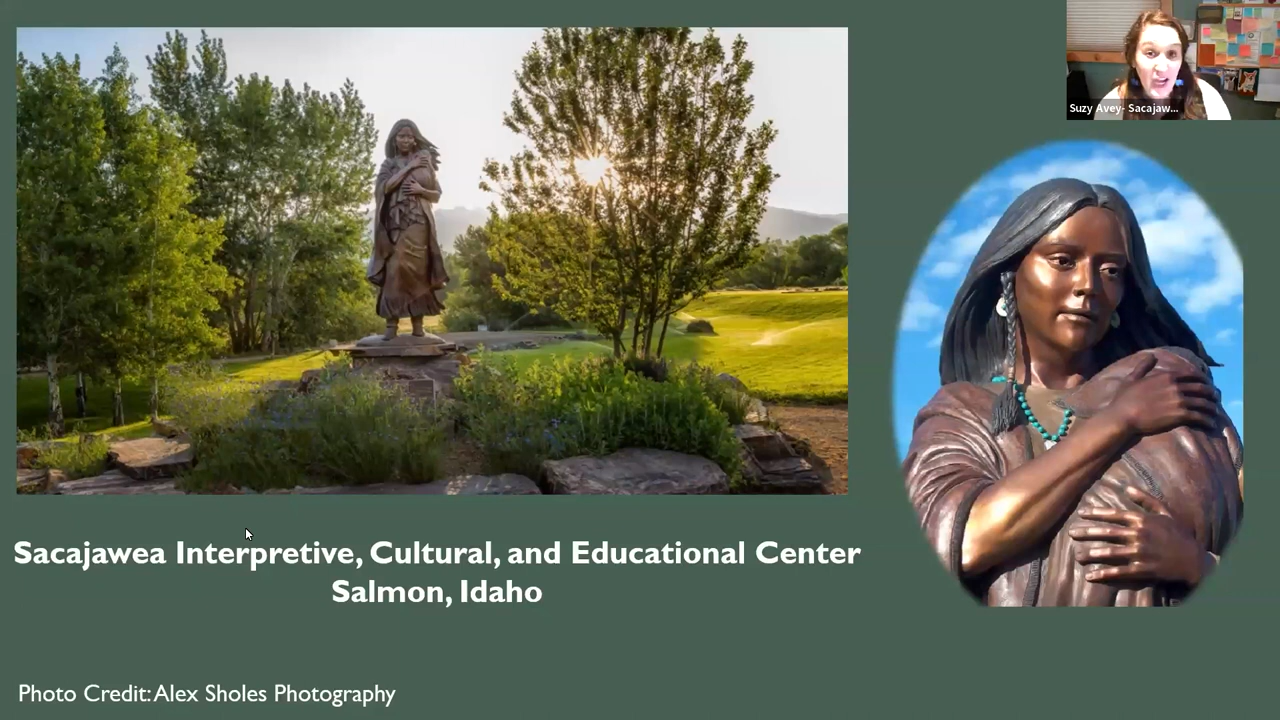 Suzy Avey- Sacajaw...
Sacajawea Interpretive, Cultural, and Educational Center
Salmon, Idaho
Photo Credit: Alex Sholes Photography